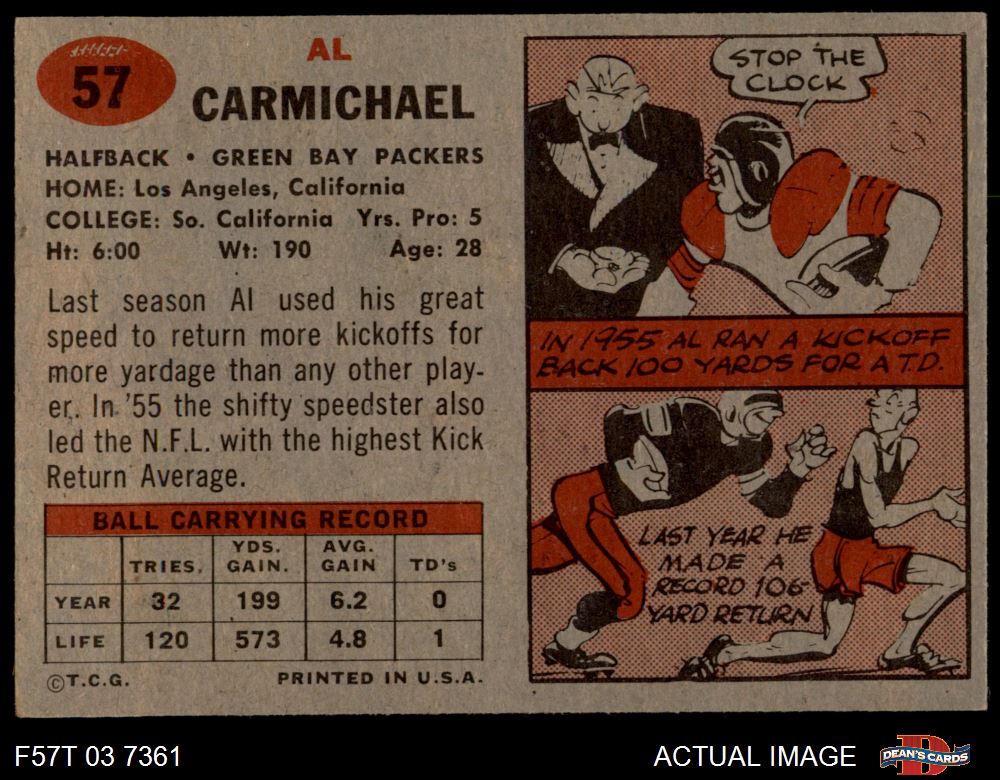 57
AL
CARMICHAEL
HALFBACK • GREEN BAY PACKERS
HOME: Los Angeles, California
COLLEGE: So. California Yrs. Pro: 5
Ht: 6:00 Wt: 190 Age: 28
Last season Al used his great
speed to return more kickoffs for
more yardage than any other play-
er. In '55 the shifty speedster also
led the N.F.L. with the highest Kick
Return Average.
BALL CARRYING RECORD
TRIES. YDS. GAIN. AVG. GAIN TD's
YEAR 32 199 6.2 0
LIFE 120 573 4.8 1
©T.C.G. PRINTED IN U.S.A.
STOP THE
CLOCK
IN 1955 AL RAN A KICKOFF
BACK 100 YARDS FOR A T.D.
LAST YEAR HE
MADE A
RECORD 106-
YARD RETURN
F57T 03 7361 ACTUAL IMAGE DEAN'S CARDS